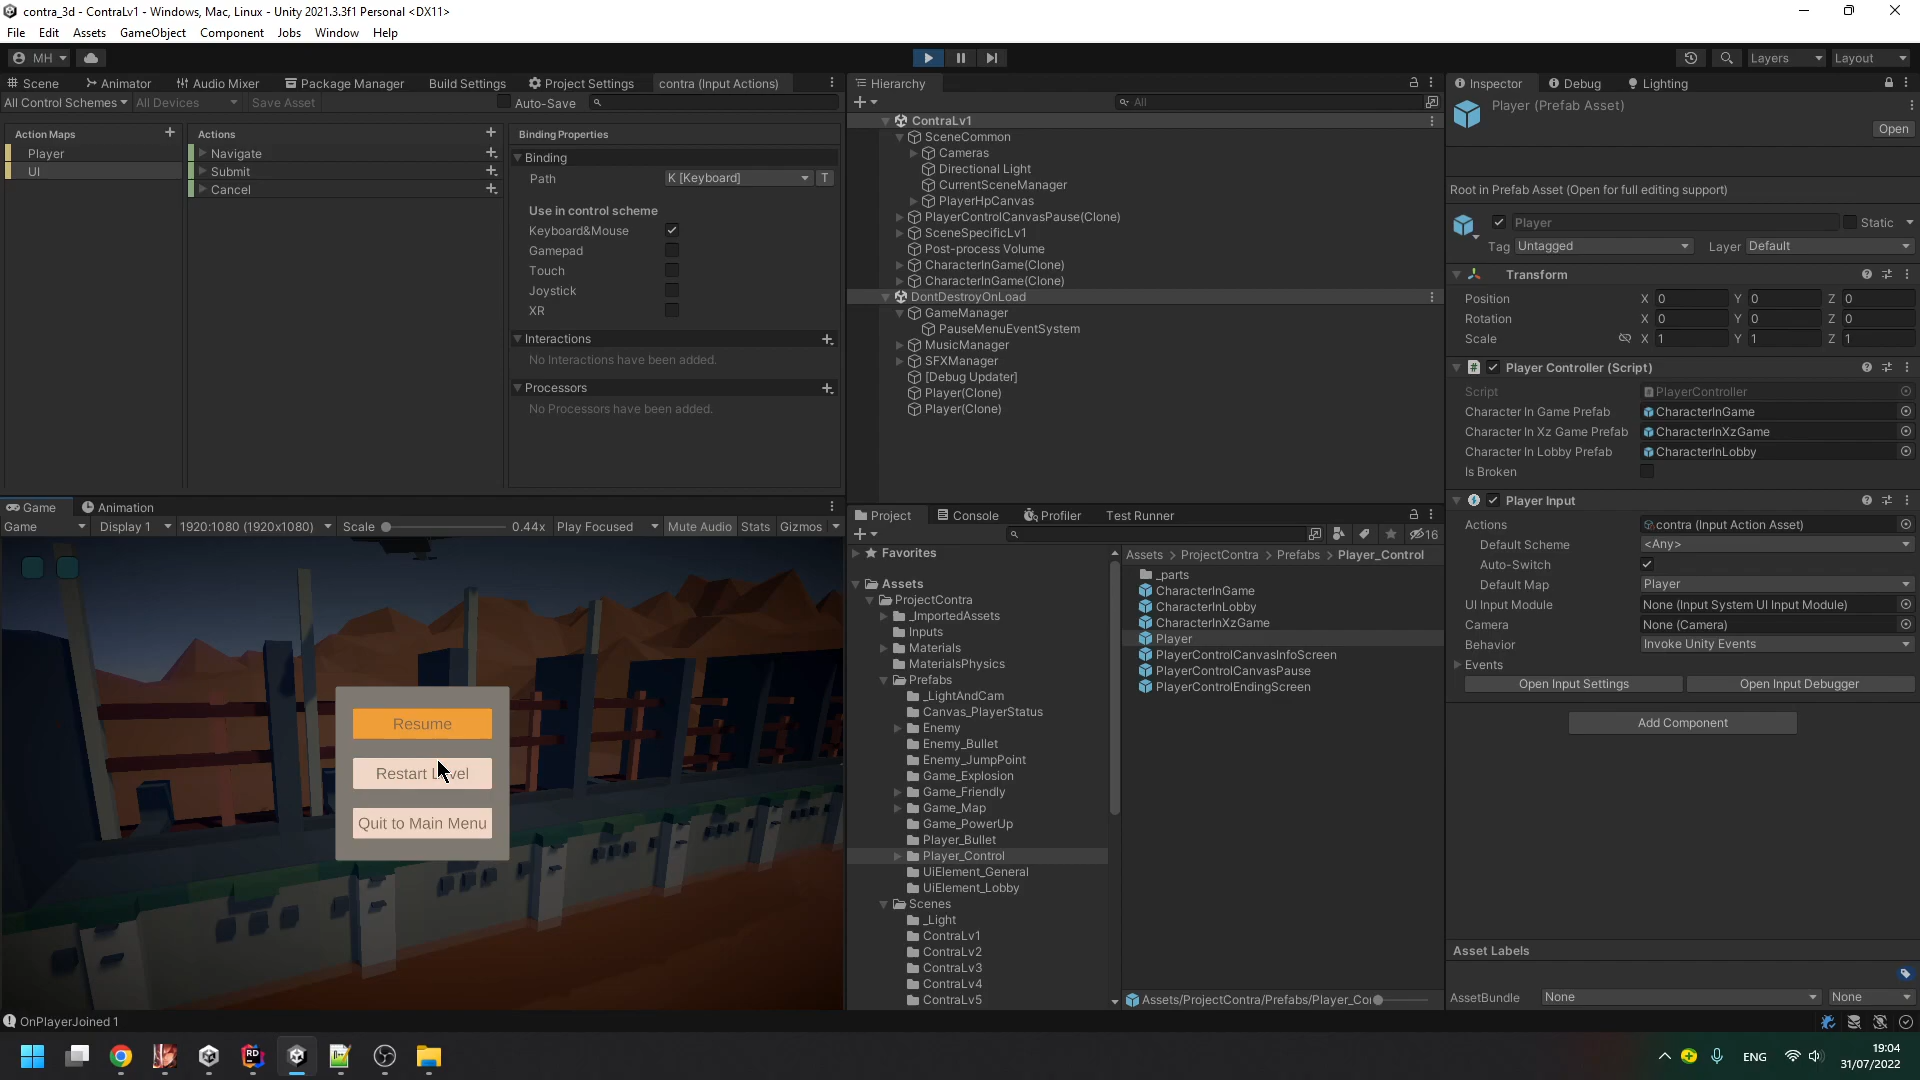 contra_3d - ContraLv1 - Windows, Mac, Linux - Unity 2021.3.3f1 Personal <DX11>
File Edit Assets GameObject Component Jobs Window Help
MH Layers Layout
Scene Animator Audio Mixer Package Manager Build Settings Project Settings contra (Input Actions)
All Control Schemes All Devices Save Asset Auto-Save
Action Maps
Player
UI
Actions
Navigate
Submit
Cancel
Binding Properties
Binding
Path K [Keyboard] T
Use in control scheme
Keyboard&Mouse
Gamepad
Touch
Joystick
XR
Interactions
No Interactions have been added.
Processors
No Processors have been added.
Hierarchy
All
ContraLv1
SceneCommon
Cameras
Directional Light
CurrentSceneManager
PlayerHpCanvas
PlayerControlCanvasPause(Clone)
SceneSpecificLv1
Post-process Volume
CharacterInGame(Clone)
CharacterInGame(Clone)
DontDestroyOnLoad
GameManager
PauseMenuEventSystem
MusicManager
SFXManager
[Debug Updater]
Player(Clone)
Player(Clone)
Inspector Debug Lighting
Player (Prefab Asset)
Open
Root in Prefab Asset (Open for full editing support)
Player Static
Tag Untagged Layer Default
Transform
Position X 0 Y 0 Z 0
Rotation X 0 Y 0 Z 0
Scale X 1 Y 1 Z 1
Player Controller (Script)
Script PlayerController
Character In Game Prefab CharacterInGame
Character In Xz Game Prefab CharacterInXzGame
Character In Lobby Prefab CharacterInLobby
Is Broken
Player Input
Actions contra (Input Action Asset)
Default Scheme <Any>
Auto-Switch
Default Map Player
UI Input Module None (Input System UI Input Module)
Camera None (Camera)
Behavior Invoke Unity Events
Events
Open Input Settings Open Input Debugger
Add Component
Asset Labels
AssetBundle None None
Game Animation
Game Display 1 1920:1080 (1920x1080) Scale 0.44x Play Focused Mute Audio Stats Gizmos
Resume
Restart Level
Quit to Main Menu
Project Console Profiler Test Runner
16
Favorites
Assets
ProjectContra
_ImportedAssets
Inputs
Materials
MaterialsPhysics
Prefabs
_LightAndCam
Canvas_PlayerStatus
Enemy
Enemy_Bullet
Enemy_JumpPoint
Game_Explosion
Game_Friendly
Game_Map
Game_PowerUp
Player_Bullet
Player_Control
UiElement_General
UiElement_Lobby
Scenes
_Light
ContraLv1
ContraLv2
ContraLv3
ContraLv4
ContraLv5
Assets > ProjectContra > Prefabs > Player_Control
_parts
CharacterInGame
CharacterInLobby
CharacterInXzGame
Player
PlayerControlCanvasInfoScreen
PlayerControlCanvasPause
PlayerControlEndingScreen
Assets/ProjectContra/Prefabs/Player_Co
OnPlayerJoined 1
ENG
19:04
31/07/2022